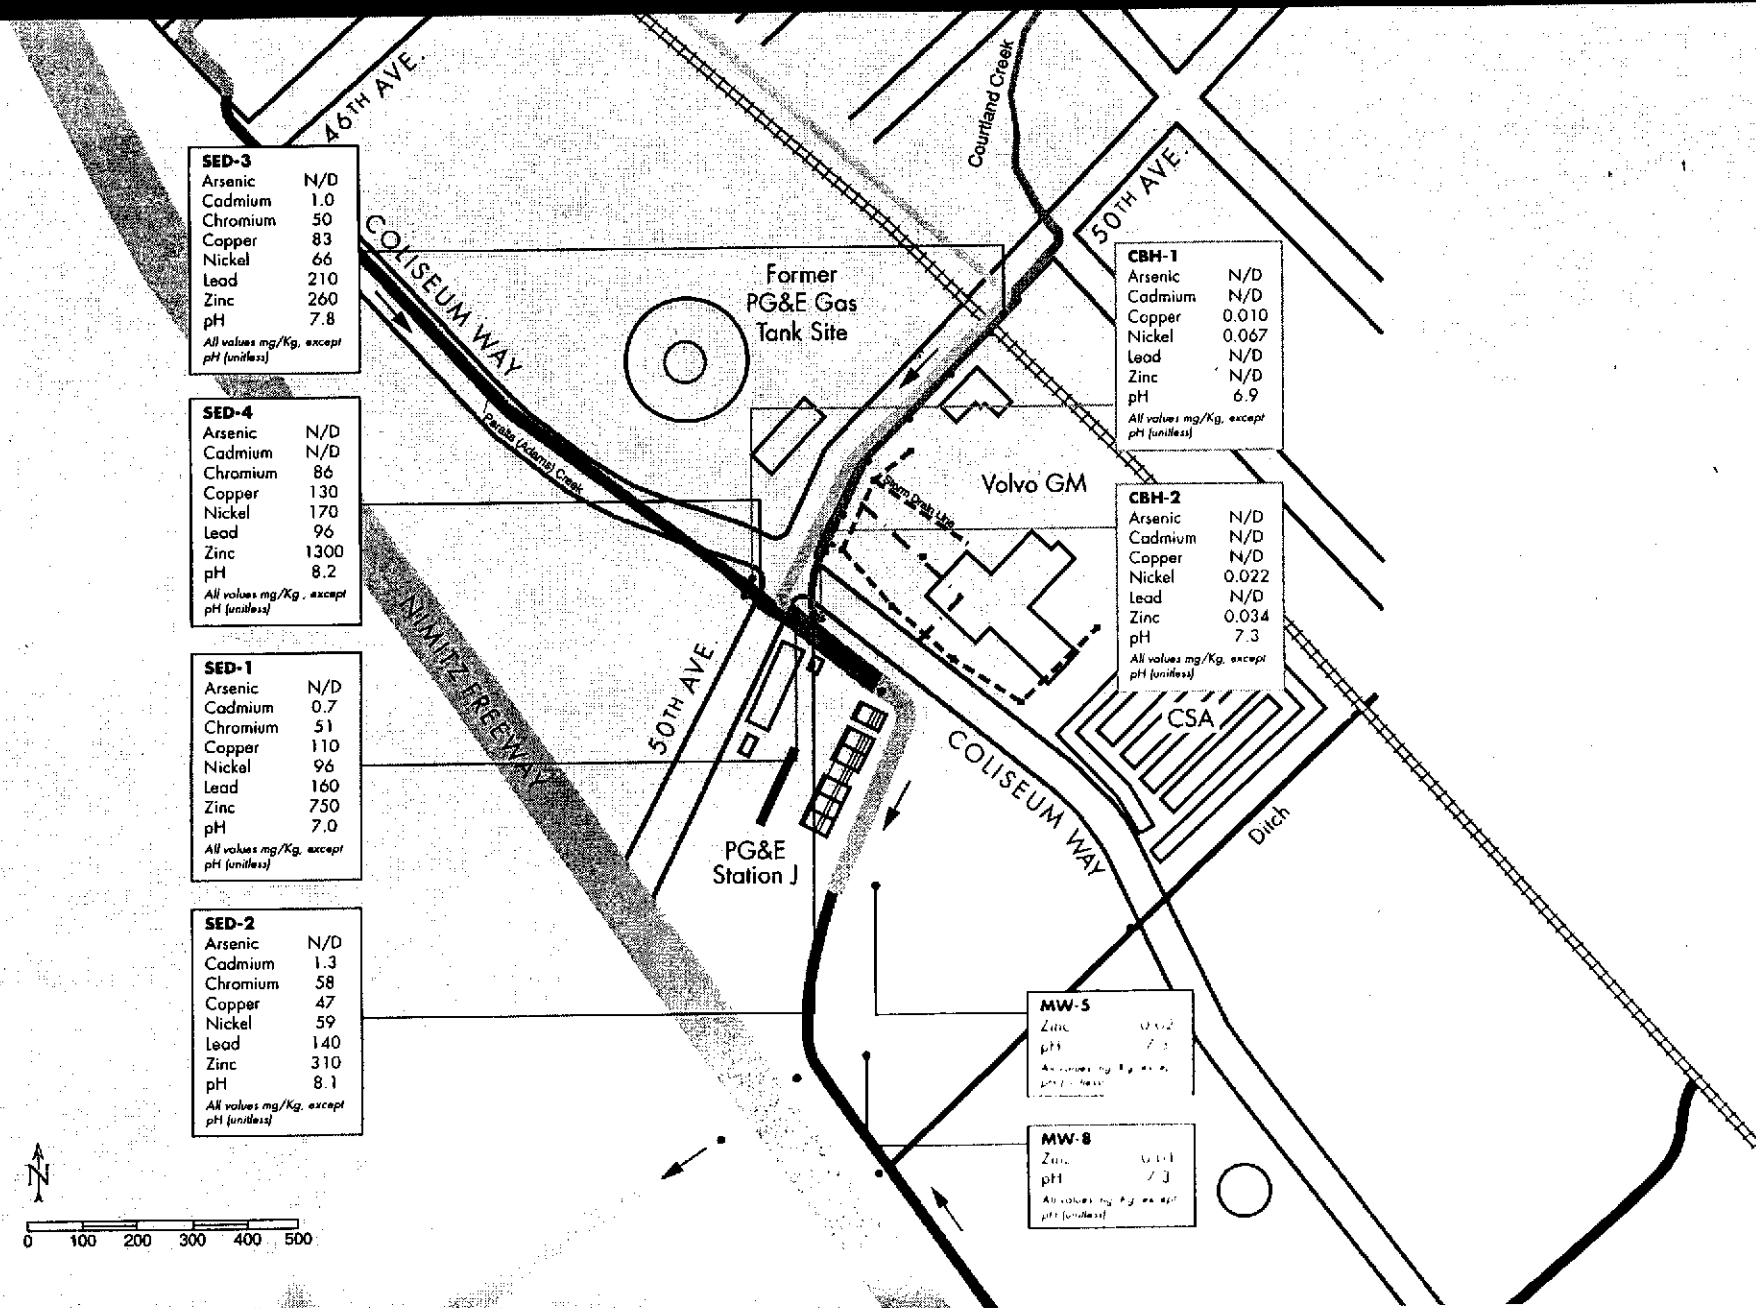 46TH AVE.
Courtland Creek
50TH AVE.
COLISEUM WAY
SED-3
Arsenic N/D
Cadmium 1.0
Chromium 50
Copper 83
Nickel 66
Lead 210
Zinc 260
pH 7.8
All values mg/Kg, except
pH (unitless)
Former
PG&E Gas
Tank Site
CBH-1
Arsenic N/D
Cadmium N/D
Copper 0.010
Nickel 0.067
Lead N/D
Zinc N/D
pH 6.9
All values mg/Kg, except
pH (unitless)
SED-4
Arsenic N/D
Cadmium N/D
Chromium 86
Copper 130
Nickel 170
Lead 96
Zinc 1300
pH 8.2
All values mg/Kg, except
pH (unitless)
Peralta (Adams) Creek
Storm Drain Line
Volvo GM
CBH-2
Arsenic N/D
Cadmium N/D
Copper N/D
Nickel 0.022
Lead N/D
Zinc 0.034
pH 7.3
All values mg/Kg, except
pH (unitless)
NIMITZ FREEWAY
50TH AVE.
SED-1
Arsenic N/D
Cadmium 0.7
Chromium 51
Copper 110
Nickel 96
Lead 160
Zinc 750
pH 7.0
All values mg/Kg, except
pH (unitless)
CSA
COLISEUM WAY
Ditch
PG&E
Station J
SED-2
Arsenic N/D
Cadmium 1.3
Chromium 58
Copper 47
Nickel 59
Lead 140
Zinc 310
pH 8.1
All values mg/Kg, except
pH (unitless)
MW-5
Zinc
pH
MW-8
pH 7.3
All values mg/Kg except
pH (unitless)
N
0 100 200 300 400 500